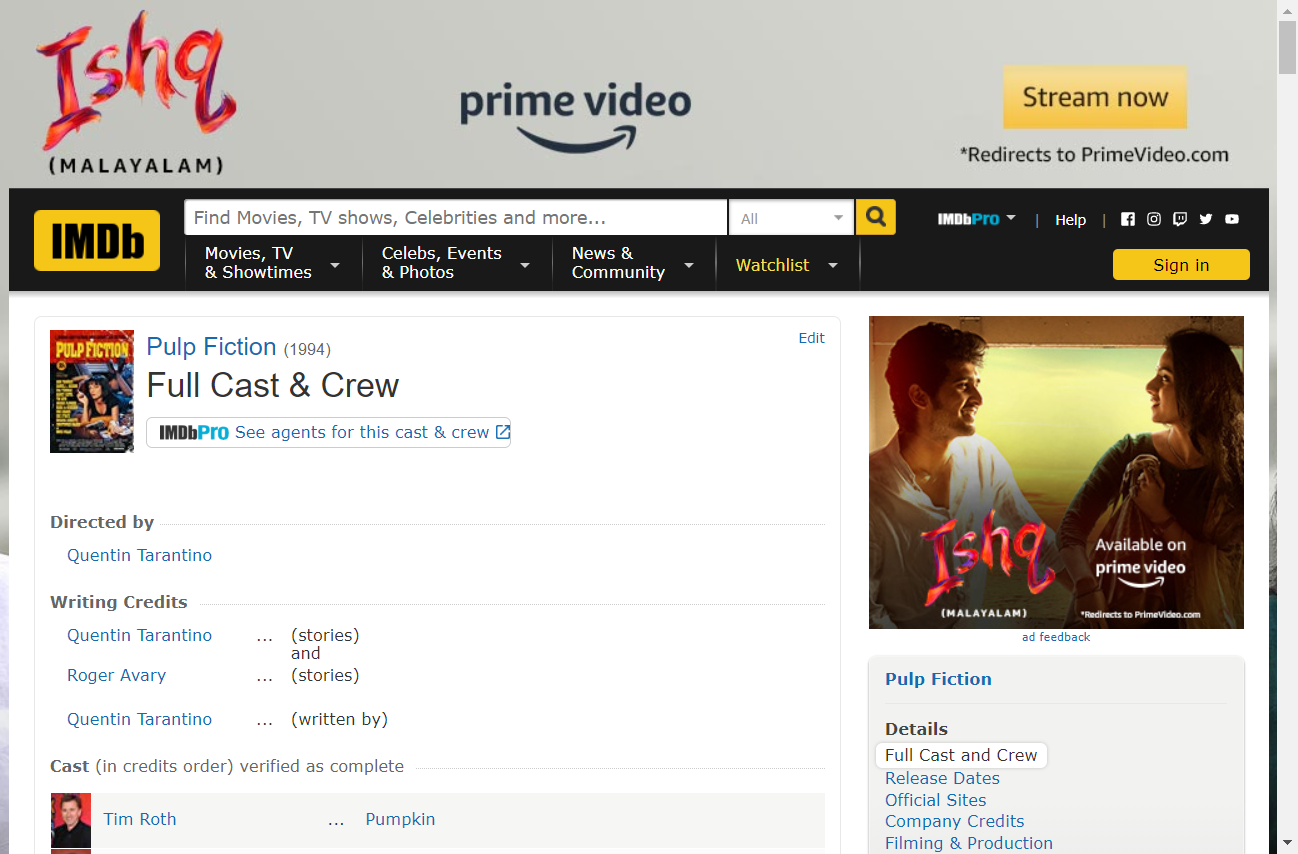 Ishq
(MALAYALAM)
prime video
Stream now
*Redirects to PrimeVideo.com
IMDb
Find Movies, TV shows, Celebrities and more...
All
IMDbPro
|
Help
|
Movies, TV
& Showtimes
Celebs, Events
& Photos
News &
Community
Watchlist
Sign in
PULP FICTION
Pulp Fiction (1994)
Edit
Full Cast & Crew
IMDbPro See agents for this cast & crew
Directed by
Quentin Tarantino
Writing Credits
Quentin Tarantino ... (stories)
and
Roger Avary ... (stories)
Quentin Tarantino ... (written by)
Cast (in credits order) verified as complete
Tim Roth ... Pumpkin
Ishq
(MALAYALAM)
Available on
prime video
*Redirects to PrimeVideo.com
ad feedback
Pulp Fiction
Details
Full Cast and Crew
Release Dates
Official Sites
Company Credits
Filming & Production